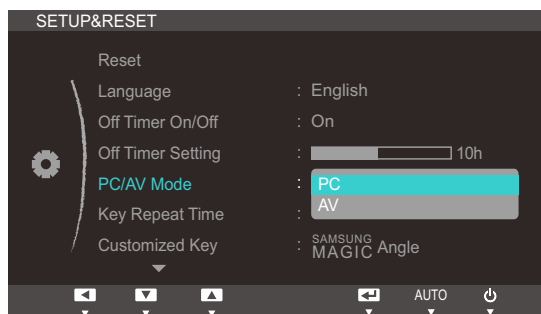 SETUP&RESET
Reset
Language : English
Off Timer On/Off : On
Off Timer Setting : 10h
PC/AV Mode : PC
AV
Key Repeat Time :
Customized Key : SAMSUNG MAGIC Angle
AUTO